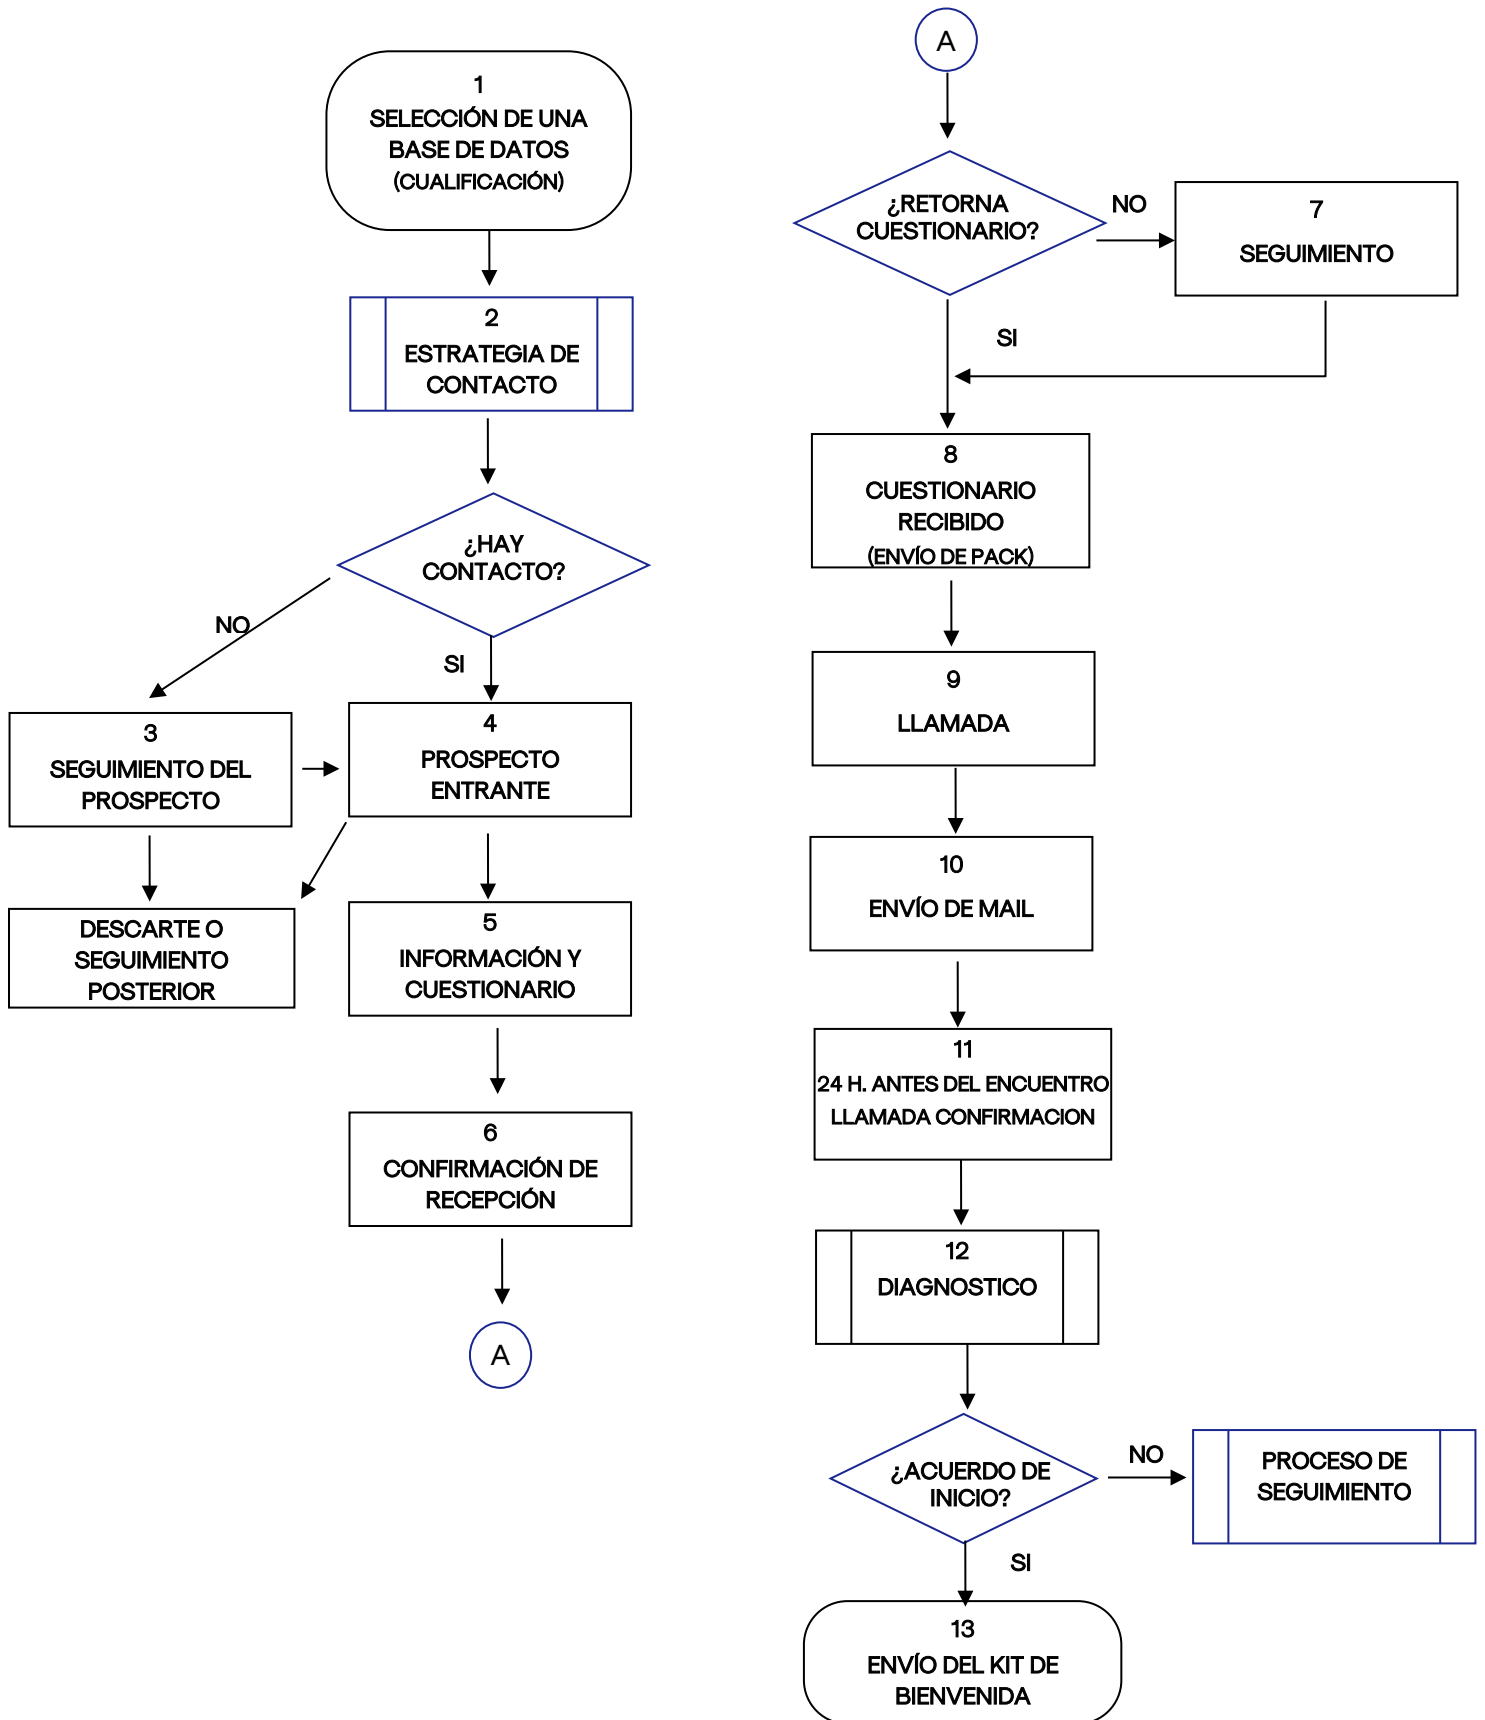 1
SELECCIÓN DE UNA
BASE DE DATOS
(CUALIFICACIÓN)
2
ESTRATEGIA DE
CONTACTO
¿HAY
CONTACTO?
NO
SI
3
SEGUIMIENTO DEL
PROSPECTO
4
PROSPECTO
ENTRANTE
DESCARTE O
SEGUIMIENTO
POSTERIOR
5
INFORMACIÓN Y
CUESTIONARIO
6
CONFIRMACIÓN DE
RECEPCIÓN
A
A
¿RETORNA
CUESTIONARIO?
NO
7
SEGUIMIENTO
SI
8
CUESTIONARIO
RECIBIDO
(ENVÍO DE PACK)
9
LLAMADA
10
ENVÍO DE MAIL
11
24 H. ANTES DEL ENCUENTRO
LLAMADA CONFIRMACION
12
DIAGNOSTICO
¿ACUERDO DE
INICIO?
NO
PROCESO DE
SEGUIMIENTO
SI
13
ENVÍO DEL KIT DE
BIENVENIDA